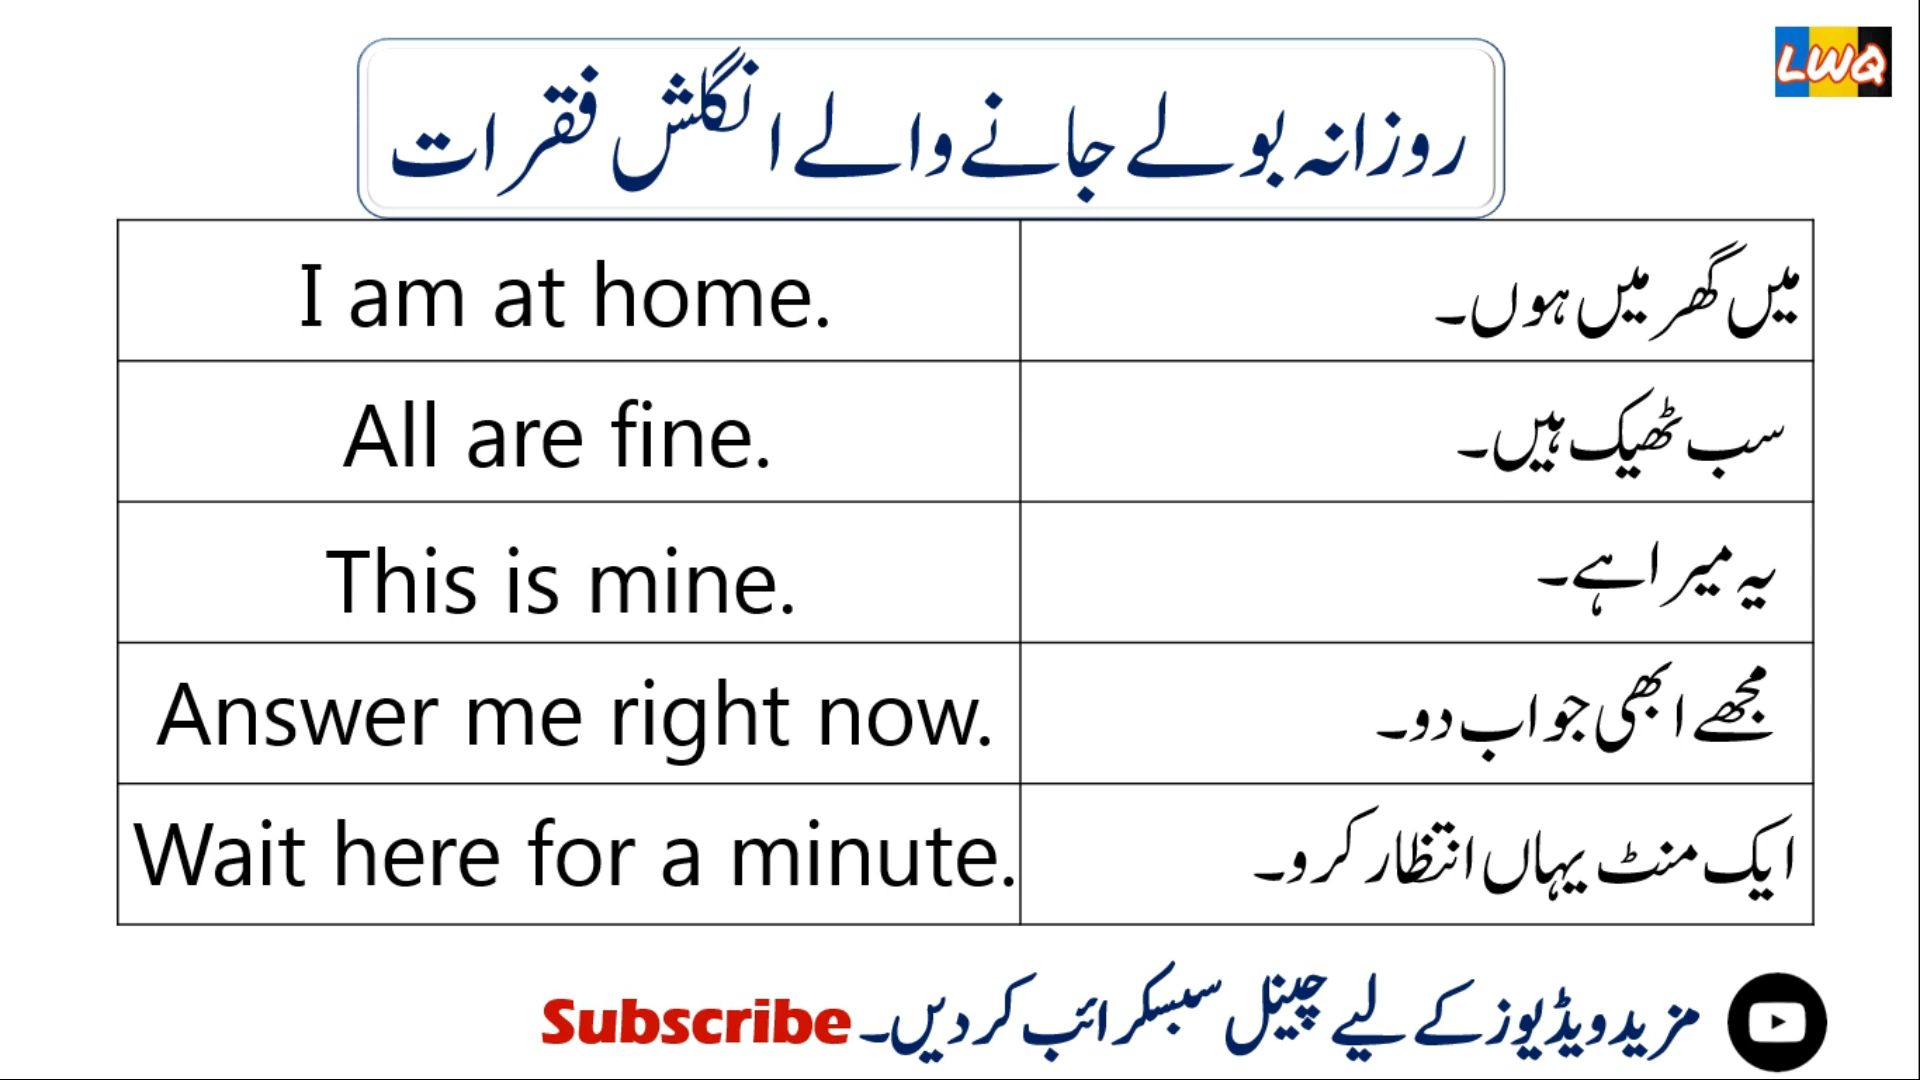 LWQ
روزانہ بولے جانے والے انگلش فقرات
I am at home.
میں گھر میں ہوں۔
All are fine.
سب ٹھیک ہیں۔
This is mine.
یہ میرا ہے۔
Answer me right now.
مجھے ابھی جواب دو۔
Wait here for a minute.
ایک منٹ یہاں انتظار کرو۔
مزید ویڈیوز کے لیے چینل سبسکرائب کر دیں۔ Subscribe